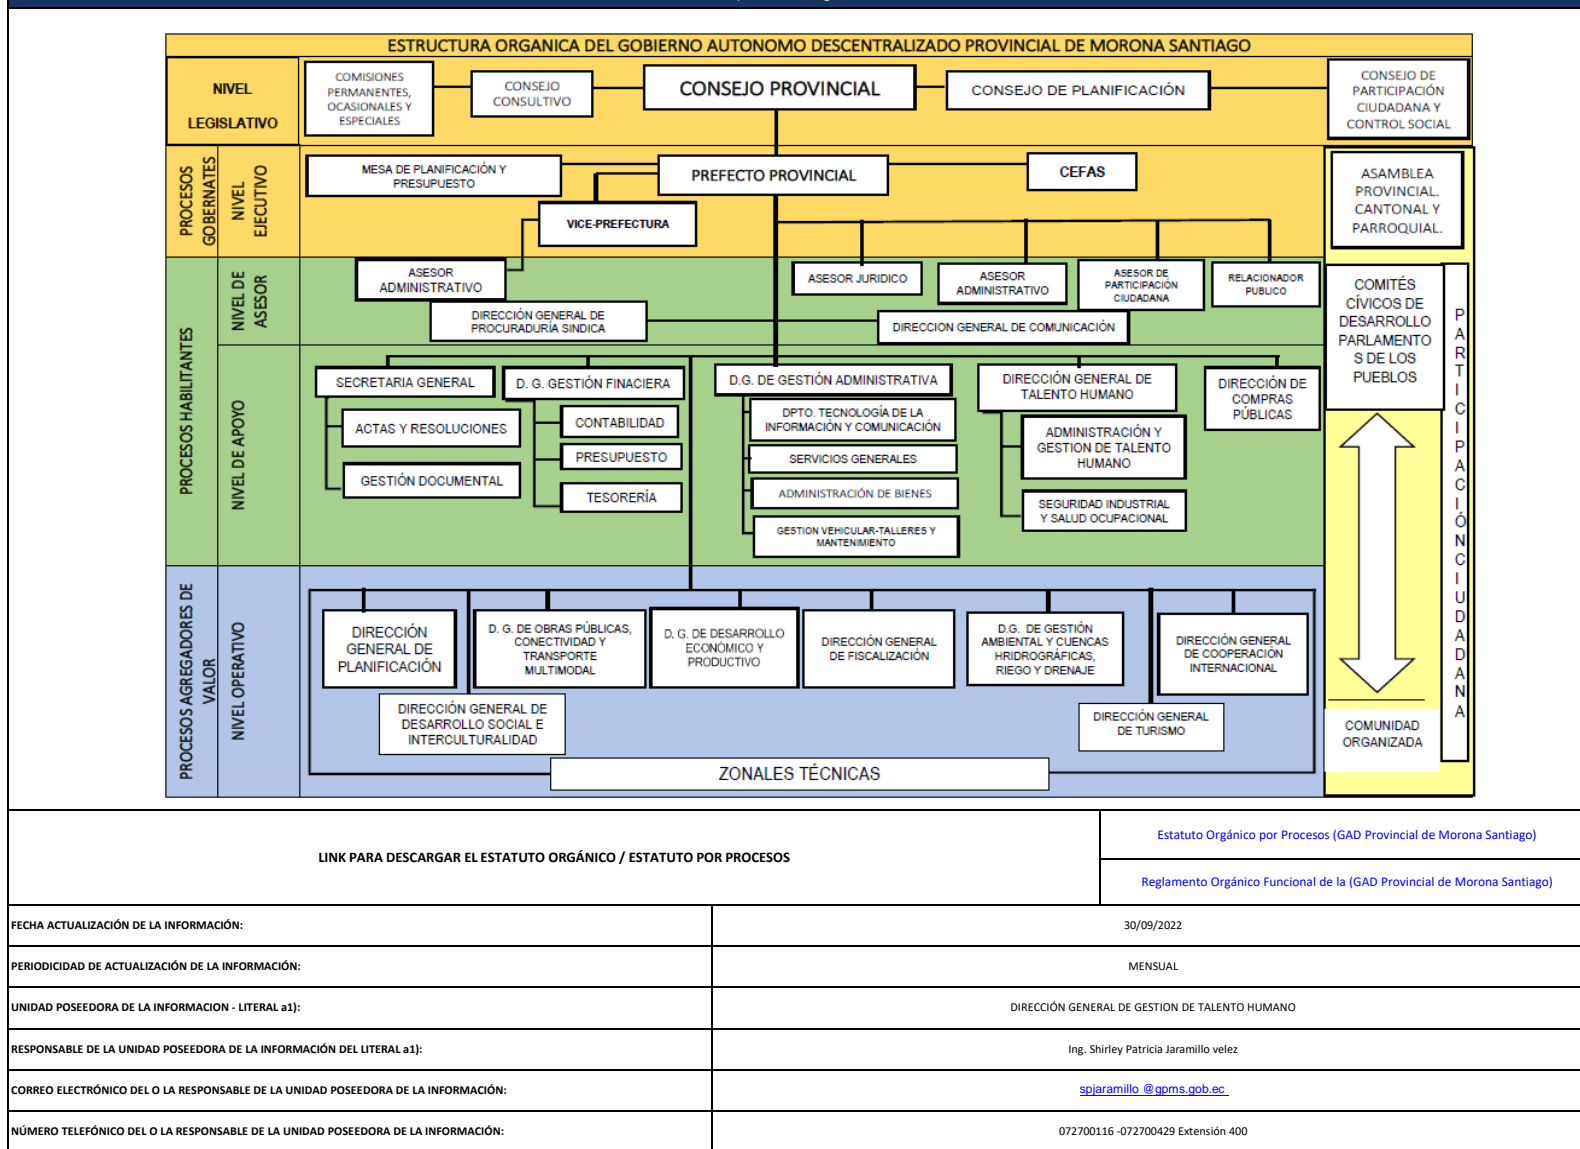 ESTRUCTURA ORGANICA DEL GOBIERNO AUTONOMO DESCENTRALIZADO PROVINCIAL DE MORONA SANTIAGO
NIVEL
LEGISLATIVO
COMISIONES
PERMANENTES,
OCASIONALES Y
ESPECIALES
CONSEJO
CONSULTIVO
CONSEJO PROVINCIAL
CONSEJO DE PLANIFICACIÓN
CONSEJO DE
PARTICIPACIÓN
CIUDADANA Y
CONTROL SOCIAL
PROCESOS
GOBERNATES
NIVEL
EJECUTIVO
MESA DE PLANIFICACIÓN Y
PRESUPUESTO
PREFECTO PROVINCIAL
CEFAS
VICE-PREFECTURA
ASAMBLEA
PROVINCIAL.
CANTONAL Y
PARROQUIAL.
PROCESOS HABILITANTES
NIVEL DE
ASESOR
ASESOR
ADMINISTRATIVO
ASESOR JURIDICO
ASESOR
ADMINISTRATIVO
ASESOR DE
PARTICIPACIÓN
CIUDADANA
RELACIONADOR
PUBLICO
DIRECCIÓN GENERAL DE
PROCURADURÍA SINDICA
DIRECCION GENERAL DE COMUNICACIÓN
COMITÉS
CÍVICOS DE
DESARROLLO
PARLAMENTO
S DE LOS
PUEBLOS
PARTICIPACIÓN CIUDADANA
NIVEL DE APOYO
SECRETARIA GENERAL
D. G. GESTIÓN FINACIERA
D.G. DE GESTIÓN ADMINISTRATIVA
DIRECCIÓN GENERAL DE
TALENTO HUMANO
DIRECCIÓN DE
COMPRAS
PÚBLICAS
ACTAS Y RESOLUCIONES
GESTIÓN DOCUMENTAL
CONTABILIDAD
PRESUPUESTO
TESORERÍA
DPTO. TECNOLOGÍA DE LA
INFORMACIÓN Y COMUNICACIÓN
SERVICIOS GENERALES
ADMINISTRACIÓN DE BIENES
GESTION VEHICULAR-TALLERES Y
MANTENIMIENTO
ADMINISTRACIÓN Y
GESTION DE TALENTO
HUMANO
SEGURIDAD INDUSTRIAL
Y SALUD OCUPACIONAL
PROCESOS AGREGADORES DE
VALOR
NIVEL OPERATIVO
DIRECCIÓN
GENERAL DE
PLANIFICACIÓN
D. G. DE OBRAS PÚBLICAS,
CONECTIVIDAD Y
TRANSPORTE
MULTIMODAL
D. G. DE DESARROLLO
ECONÓMICO Y
PRODUCTIVO
DIRECCIÓN GENERAL
DE FISCALIZACIÓN
D.G. DE GESTIÓN
AMBIENTAL Y CUENCAS
HRIDROGRÁFICAS,
RIEGO Y DRENAJE
DIRECCIÓN GENERAL
DE COOPERACIÓN
INTERNACIONAL
DIRECCIÓN GENERAL DE
DESARROLLO SOCIAL E
INTERCULTURALIDAD
DIRECCIÓN GENERAL
DE TURISMO
COMUNIDAD
ORGANIZADA
ZONALES TÉCNICAS
LINK PARA DESCARGAR EL ESTATUTO ORGÁNICO / ESTATUTO POR PROCESOS
Estatuto Orgánico por Procesos (GAD Provincial de Morona Santiago)
Reglamento Orgánico Funcional de la (GAD Provincial de Morona Santiago)
FECHA ACTUALIZACIÓN DE LA INFORMACIÓN:
30/09/2022
PERIODICIDAD DE ACTUALIZACIÓN DE LA INFORMACIÓN:
MENSUAL
UNIDAD POSEEDORA DE LA INFORMACION - LITERAL a1):
DIRECCIÓN GENERAL DE GESTION DE TALENTO HUMANO
RESPONSABLE DE LA UNIDAD POSEEDORA DE LA INFORMACIÓN DEL LITERAL a1):
Ing. Shirley Patricia Jaramillo velez
CORREO ELECTRÓNICO DEL O LA RESPONSABLE DE LA UNIDAD POSEEDORA DE LA INFORMACIÓN:
spjaramillo @gpms.gob.ec
NÚMERO TELEFÓNICO DEL O LA RESPONSABLE DE LA UNIDAD POSEEDORA DE LA INFORMACIÓN:
072700116 -072700429 Extensión 400